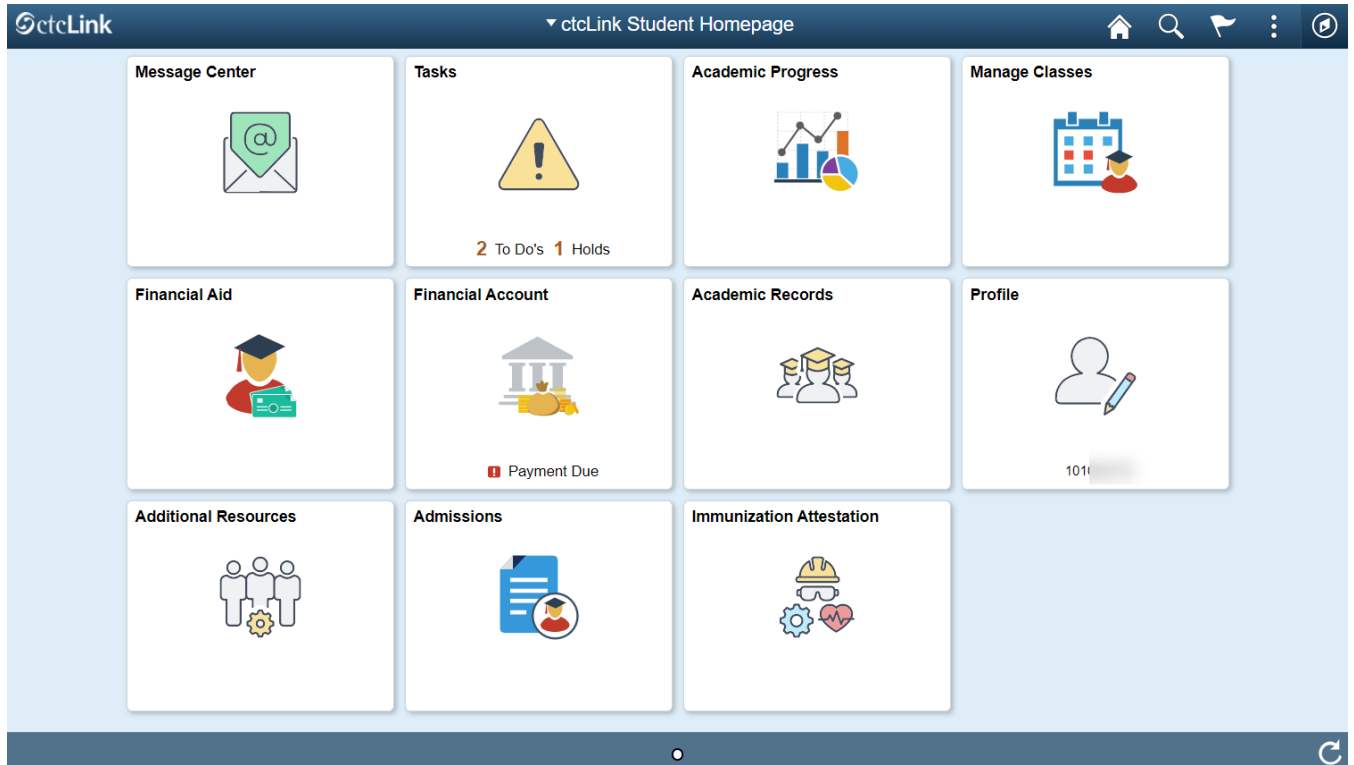 ctcLink
ctcLink Student Homepage
Message Center
Tasks
Academic Progress
Manage Classes
@
2 To Do's 1 Holds
Financial Aid
Financial Account
Academic Records
Profile
Payment Due
101
Additional Resources
Admissions
Immunization Attestation